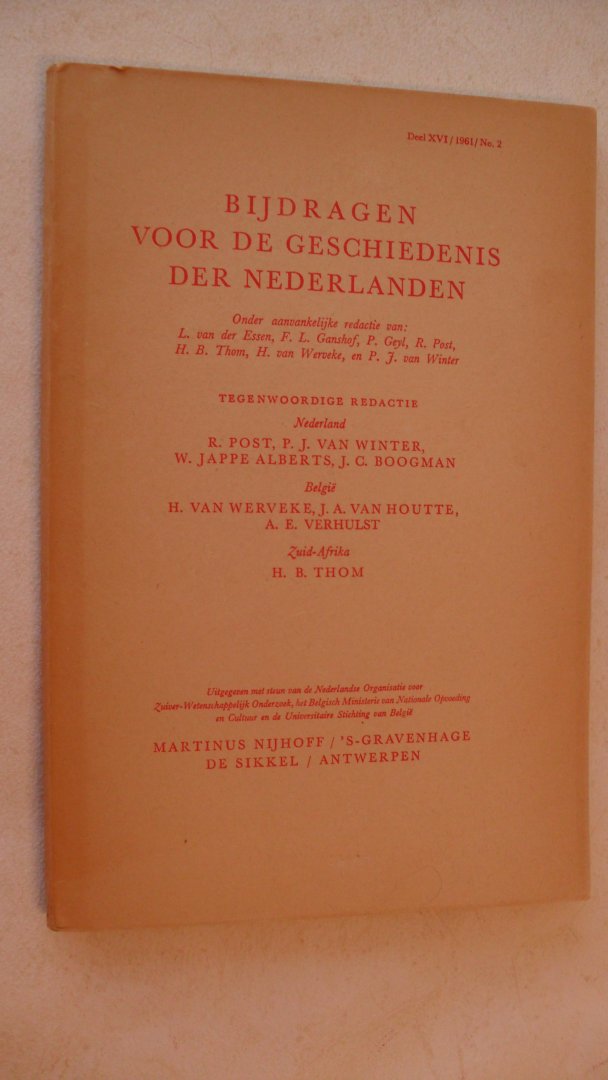 Deel XVI / 1961 / No. 2
BIJDRAGEN
VOOR DE GESCHIEDENIS
DER NEDERLANDEN
Onder aanvankelijke redactie van:
L. van der Essen, F. L. Ganshof, P. Geyl, R. Post,
H. B. Thom, H. van Werveke, en P. J. van Winter
TEGENWOORDIGE REDACTIE
Nederland
R. POST, P. J. VAN WINTER,
W. JAPPE ALBERTS, J. C. BOOGMAN
België
H. VAN WERVEKE, J. A. VAN HOUTTE,
A. E. VERHULST
Zuid-Afrika
H. B. THOM
Uitgegeven met steun van de Nederlandse Organisatie voor
Zuiver-Wetenschappelijk Onderzoek, het Belgisch Ministerie van Nationale Opvoeding
en Cultuur en de Universitaire Stichting van België
MARTINUS NIJHOFF / 'S-GRAVENHAGE
DE SIKKEL / ANTWERPEN